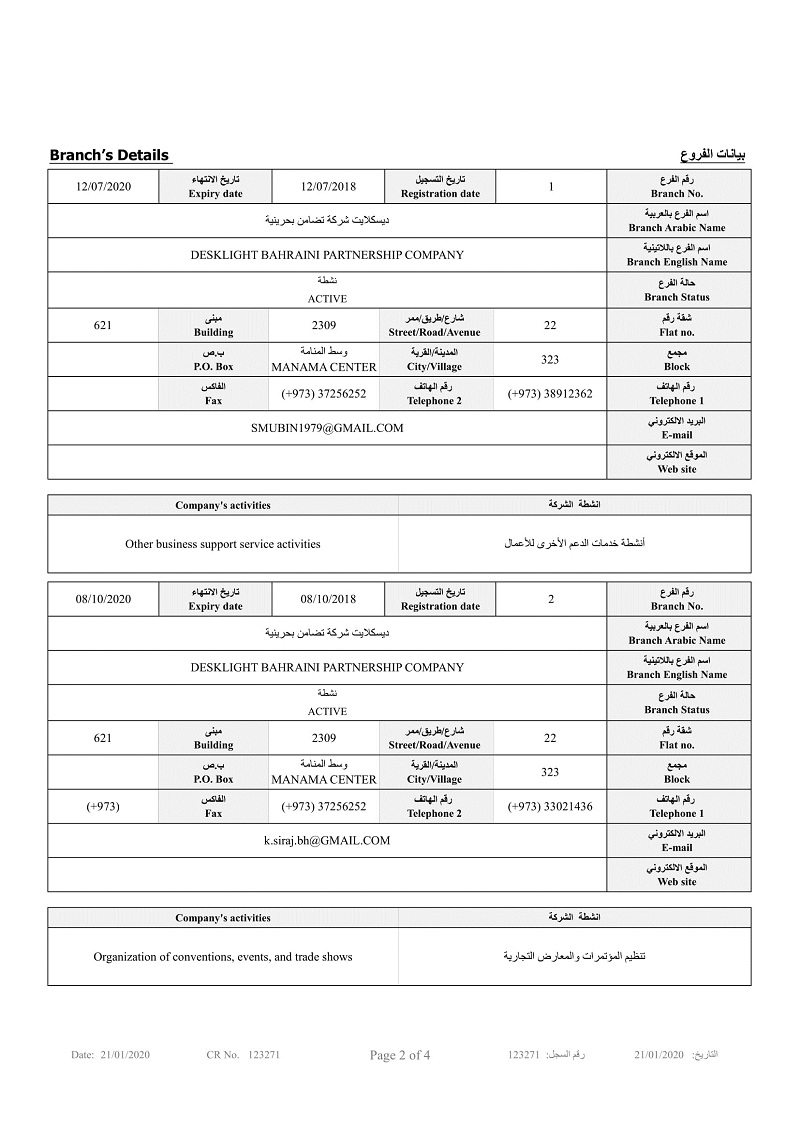 Branch's Details
بيانات الفروع
12/07/2020
تاريخ الانتهاء
Expiry date
12/07/2018
تاريخ التسجيل
Registration date
1
رقم الفرع
Branch No.
ديسكلايت شركة تضامن بحرينية
اسم الفرع بالعربية
Branch Arabic Name
DESKLIGHT BAHRAINI PARTNERSHIP COMPANY
اسم الفرع باللاتينية
Branch English Name
نشطة
ACTIVE
حالة الفرع
Branch Status
621
مبنى
Building
2309
شارع/طريق/ممر
Street/Road/Avenue
22
شقة رقم
Flat no.
ب.ص
P.O. Box
وسط المنامة
MANAMA CENTER
المدينة/القرية
City/Village
323
مجمع
Block
الفاكس
Fax
(+973) 37256252
رقم الهاتف
Telephone 2
(+973) 38912362
رقم الهاتف
Telephone 1
SMUBIN1979@GMAIL.COM
البريد الالكتروني
E-mail
الموقع الالكتروني
Web site
Company's activities
انشطة الشركة
Other business support service activities
أنشطة خدمات الدعم الأخرى للأعمال
08/10/2020
تاريخ الانتهاء
Expiry date
08/10/2018
تاريخ التسجيل
Registration date
2
رقم الفرع
Branch No.
ديسكلايت شركة تضامن بحرينية
اسم الفرع بالعربية
Branch Arabic Name
DESKLIGHT BAHRAINI PARTNERSHIP COMPANY
اسم الفرع باللاتينية
Branch English Name
نشطة
ACTIVE
حالة الفرع
Branch Status
621
مبنى
Building
2309
شارع/طريق/ممر
Street/Road/Avenue
22
شقة رقم
Flat no.
ب.ص
P.O. Box
وسط المنامة
MANAMA CENTER
المدينة/القرية
City/Village
323
مجمع
Block
(+973)
الفاكس
Fax
(+973) 37256252
رقم الهاتف
Telephone 2
(+973) 33021436
رقم الهاتف
Telephone 1
k.siraj.bh@GMAIL.COM
البريد الالكتروني
E-mail
الموقع الالكتروني
Web site
Company's activities
انشطة الشركة
Organization of conventions, events, and trade shows
تنظيم المؤتمرات والمعارض التجارية
Date: 21/01/2020
CR No. 123271
Page 2 of 4
رقم السجل: 123271
التاريخ: 21/01/2020